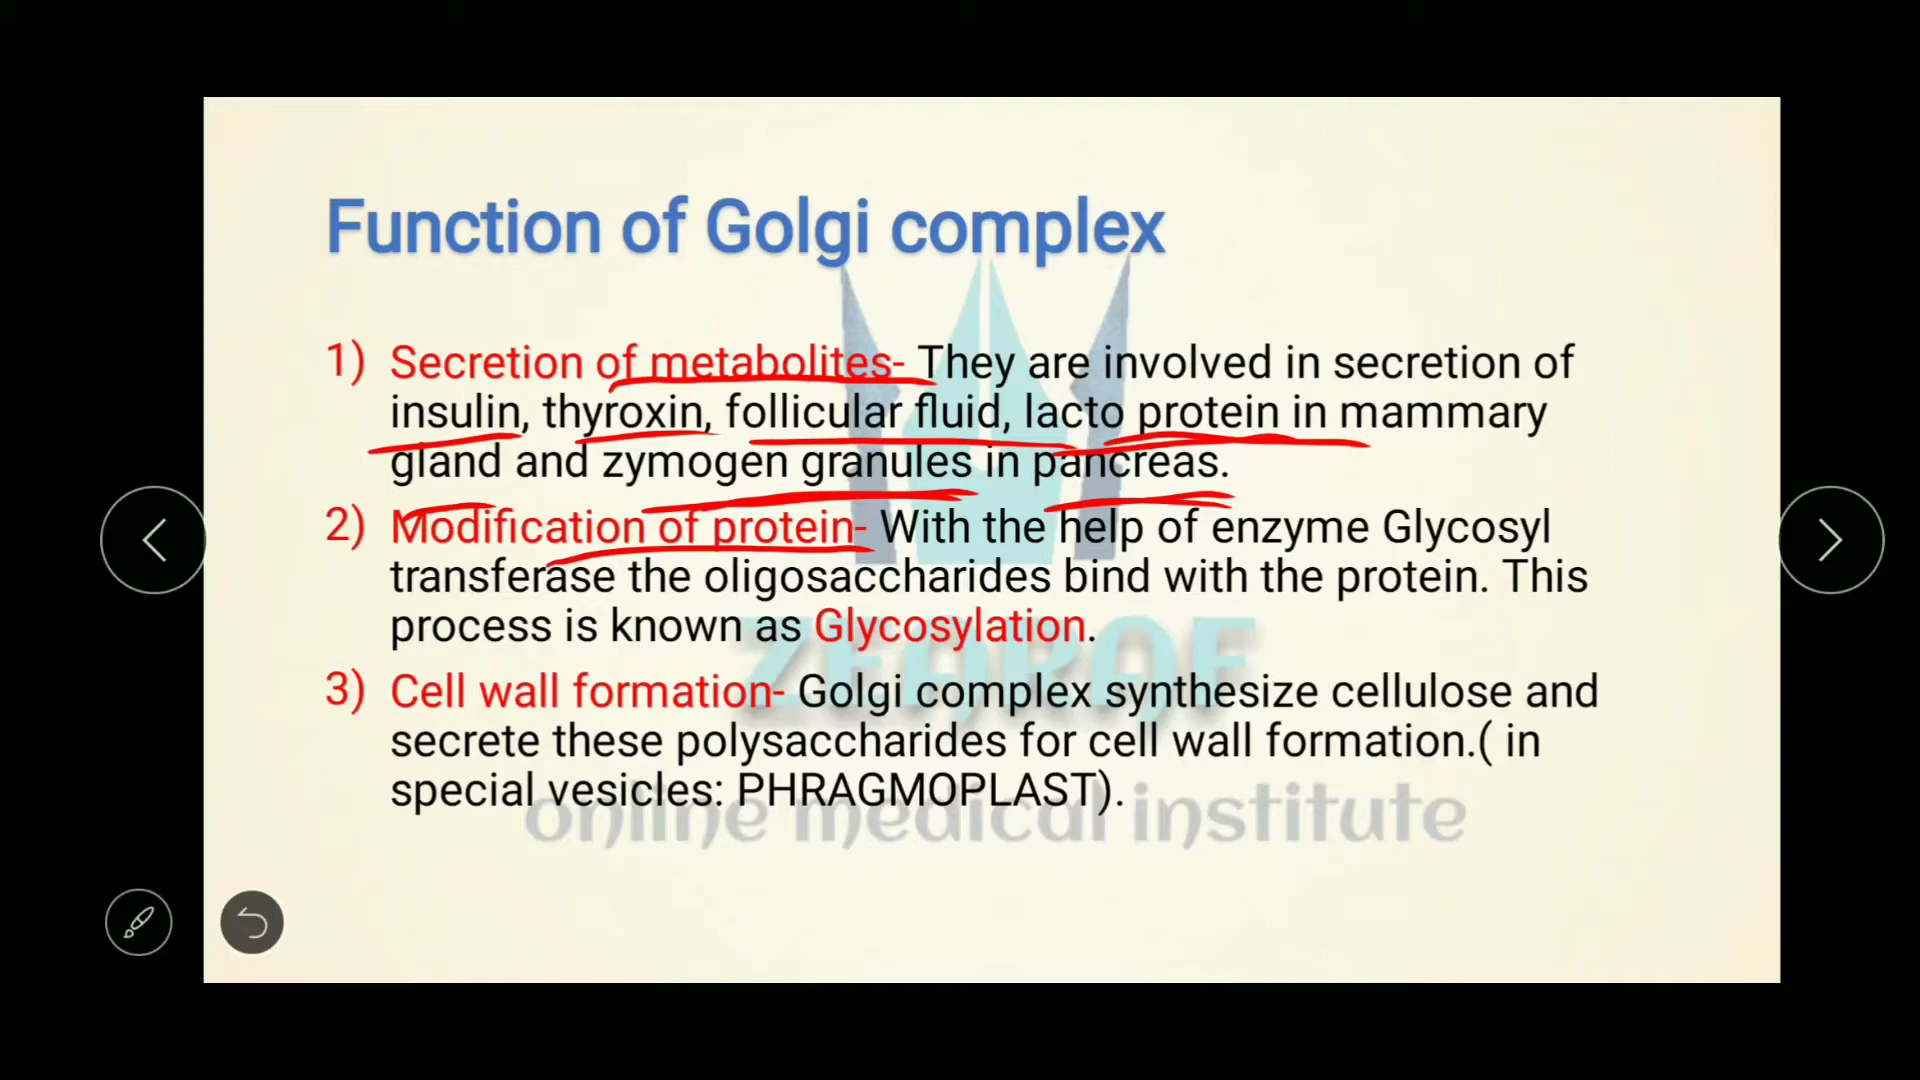 Function of Golgi complex
1) Secretion of metabolites- They are involved in secretion of
insulin, thyroxin, follicular fluid, lacto protein in mammary
gland and zymogen granules in pancreas.
2) Modification of protein- With the help of enzyme Glycosyl
transferase the oligosaccharides bind with the protein. This
process is known as Glycosylation.
3) Cell wall formation- Golgi complex synthesize cellulose and
secrete these polysaccharides for cell wall formation.( in
special vesicles: PHRAGMOPLAST).
online medical institute